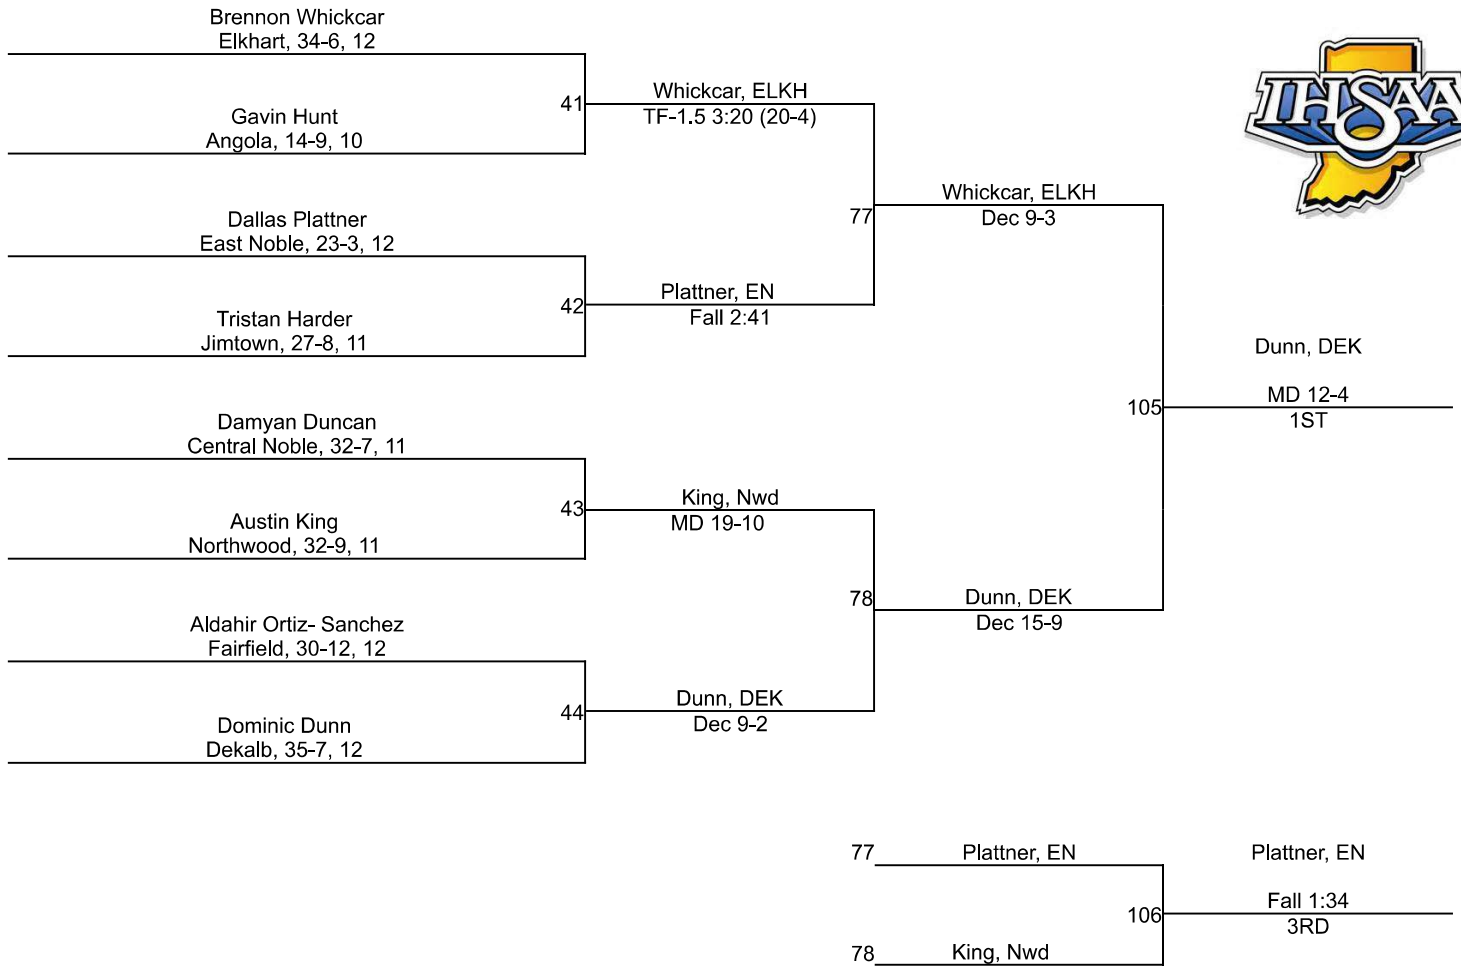 Brennon Whickcar
Elkhart, 34-6, 12
41
Gavin Hunt
Angola, 14-9, 10
Whickcar, ELKH
TF-1.5 3:20 (20-4)
IHSAA
Dallas Plattner
East Noble, 23-3, 12
77
Whickcar, ELKH
Dec 9-3
42
Tristan Harder
Jimtown, 27-8, 11
Plattner, EN
Fall 2:41
Dunn, DEK
105
MD 12-4
1ST
Damyan Duncan
Central Noble, 32-7, 11
43
Austin King
Northwood, 32-9, 11
King, Nwd
MD 19-10
78
Dunn, DEK
Dec 15-9
Aldahir Ortiz- Sanchez
Fairfield, 30-12, 12
44
Dominic Dunn
Dekalb, 35-7, 12
Dunn, DEK
Dec 9-2
77
Plattner, EN
Plattner, EN
106
Fall 1:34
3RD
78
King, Nwd